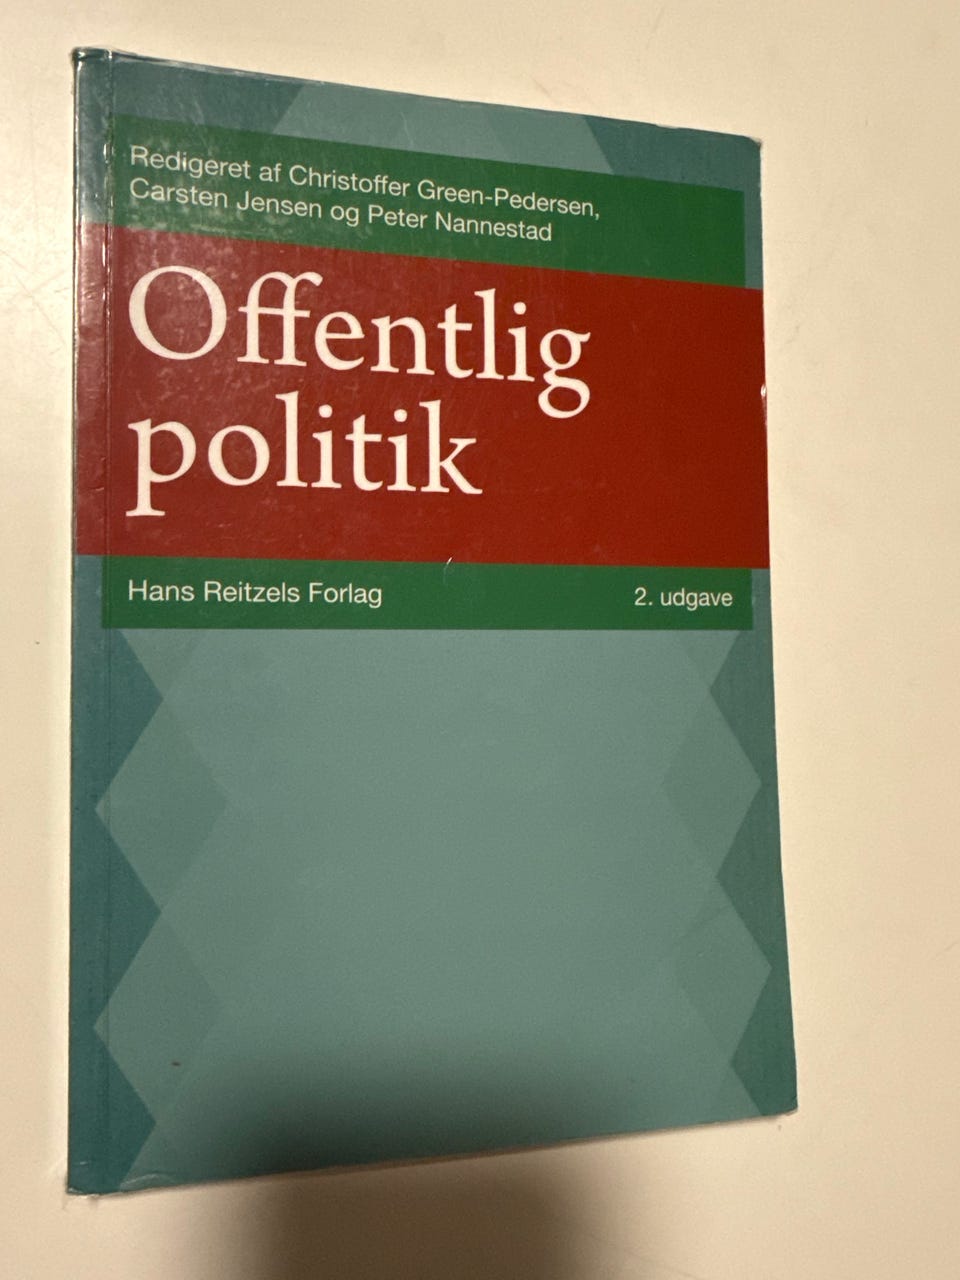 Redigeret af Christoffer Green-Pedersen,
Carsten Jensen og Peter Nannestad
Offentlig
politik
Hans Reitzels Forlag
2. udgave